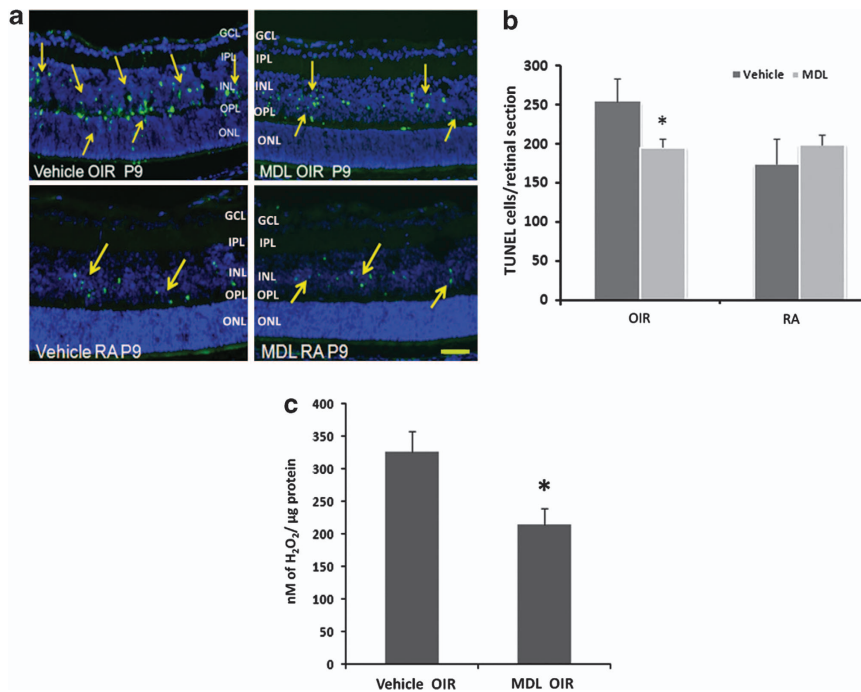 a
GCL
IPL
INL
OPL
ONL
Vehicle OIR P9
GCL
IPL
INL
OPL
ONL
MDL OIR P9
GCL
IPL
INL
OPL
ONL
Vehicle RA P9
GCL
IPL
INL
OPL
ONL
MDL RA P9
b
TUNEL cells/retinal section
300
250
200
150
100
50
0
Vehicle MDL
*
OIR RA
c
nM of H₂O₂/ µg protein
400
350
300
250
200
150
100
50
0
*
Vehicle OIR MDL OIR